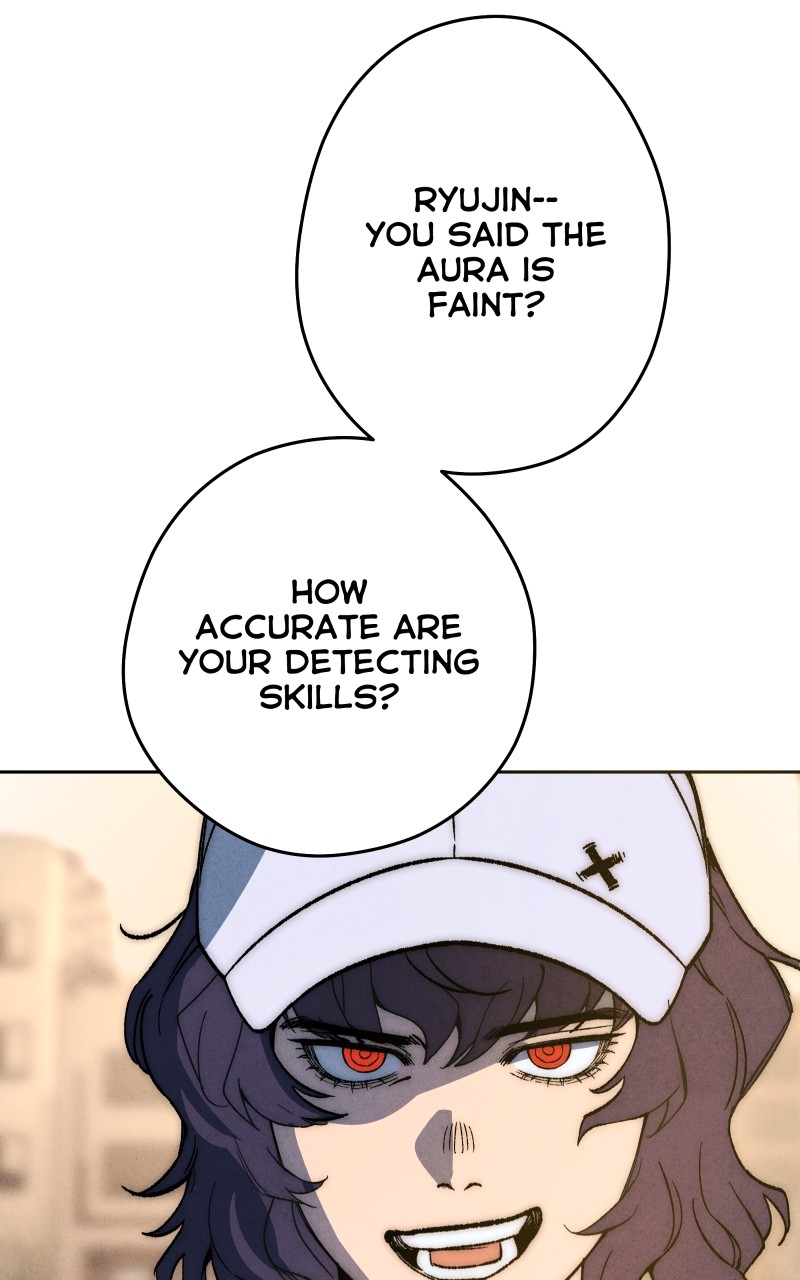 RYUJIN--
YOU SAID THE
AURA IS
FAINT?
HOW
ACCURATE ARE
YOUR DETECTING
SKILLS?